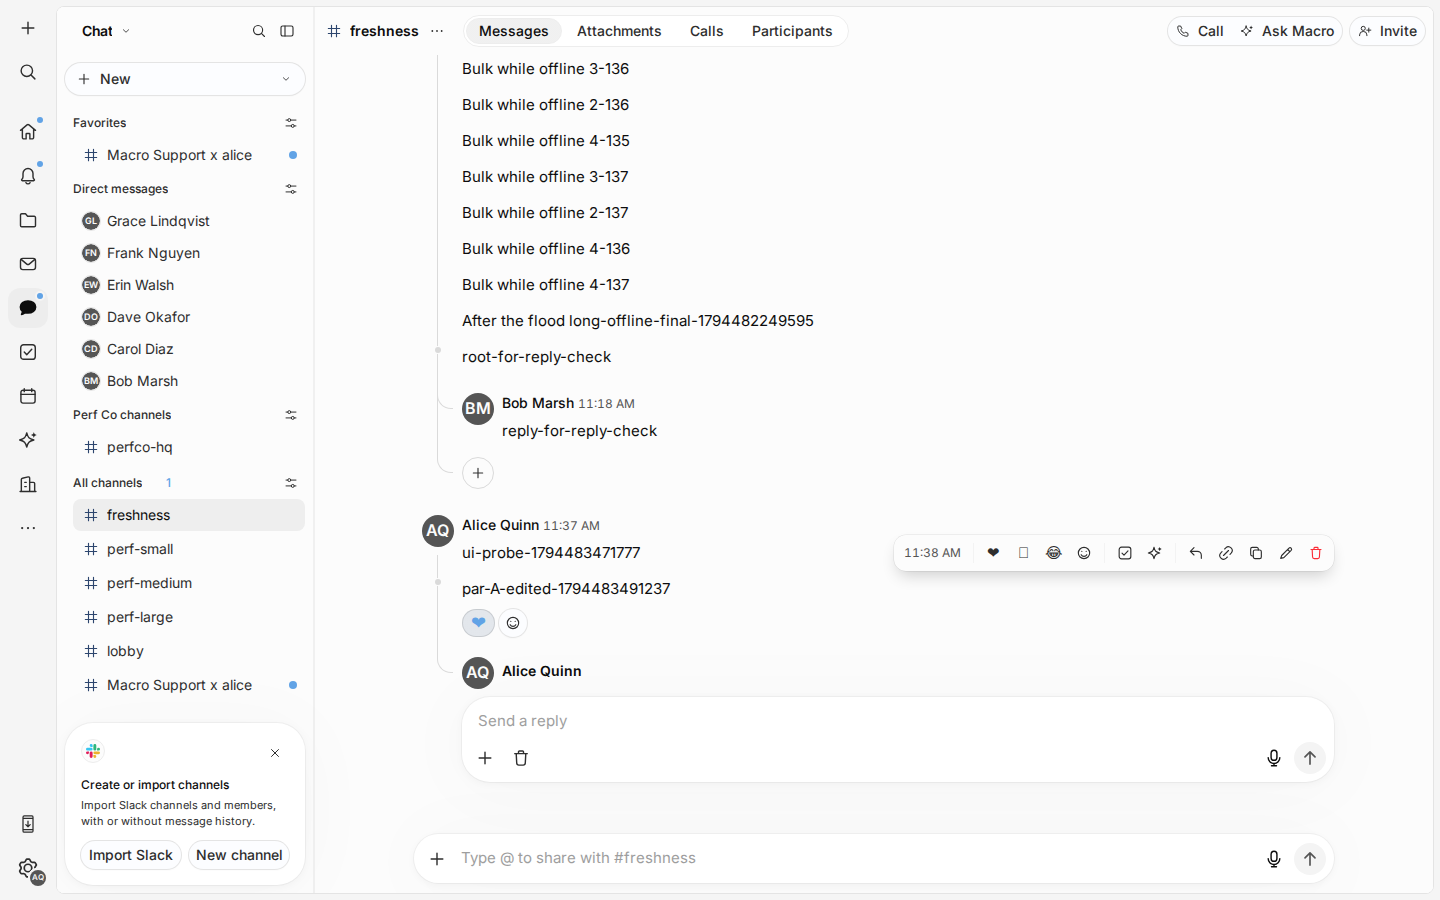 Chat
New
Favorites
Macro Support x alice
Direct messages
GL Grace Lindqvist
FN Frank Nguyen
EW Erin Walsh
DO Dave Okafor
CD Carol Diaz
BM Bob Marsh
Perf Co channels
perfco-hq
All channels 1
freshness
perf-small
perf-medium
perf-large
lobby
Macro Support x alice
Create or import channels
Import Slack channels and members,
with or without message history.
Import Slack New channel
AQ
freshness
Messages Attachments Calls Participants
Call Ask Macro Invite
Bulk while offline 3-136
Bulk while offline 2-136
Bulk while offline 4-135
Bulk while offline 3-137
Bulk while offline 2-137
Bulk while offline 4-136
Bulk while offline 4-137
After the flood long-offline-final-1794482249595
root-for-reply-check
BM Bob Marsh 11:18 AM
reply-for-reply-check
AQ Alice Quinn 11:37 AM
ui-probe-1794483471777
11:38 AM
par-A-edited-1794483491237
AQ Alice Quinn
Send a reply
Type @ to share with #freshness